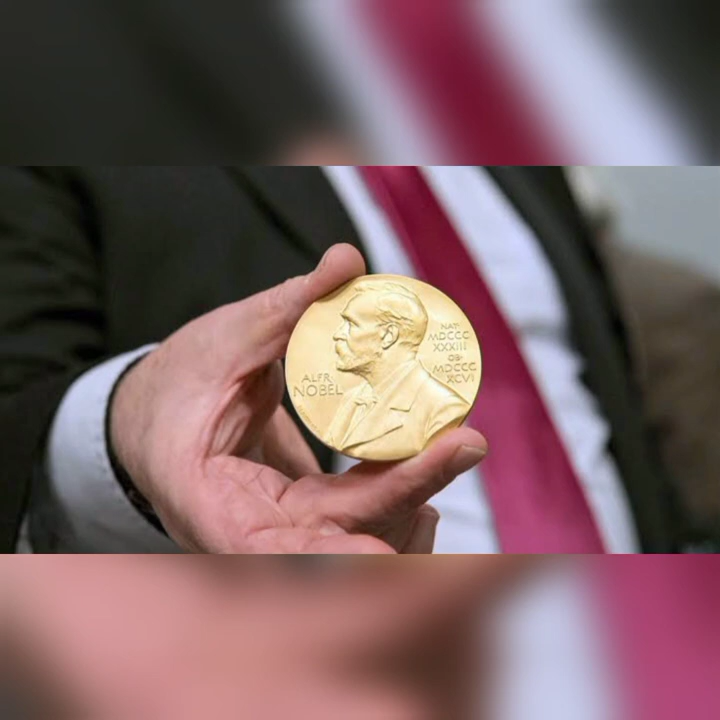 ALFR
NOBEL
NAT
MDCCC
XXXIII
OB
MDCCC
XCVI